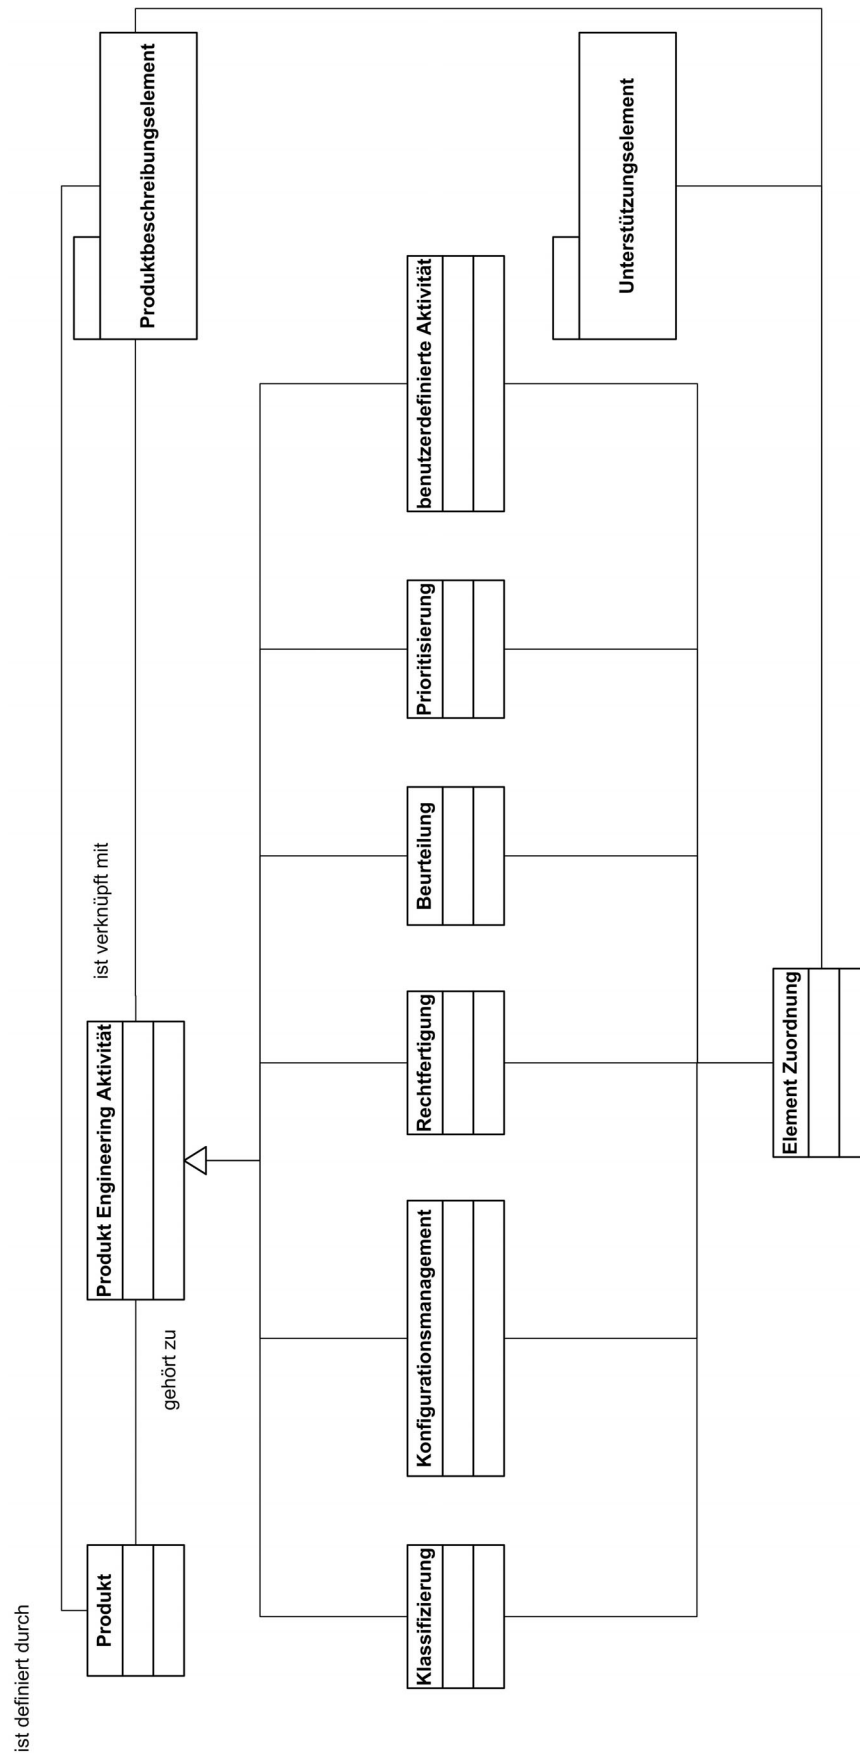 ist definiert durch
Produkt
gehört zu
Produkt Engineering Aktivität
ist verknüpft mit
Produktbeschreibungselement
Klassifizierung
Konfigurationsmanagement
Rechtfertigung
Beurteilung
Prioritisierung
benutzerdefinierte Aktivität
Unterstützungselement
Element Zuordnung